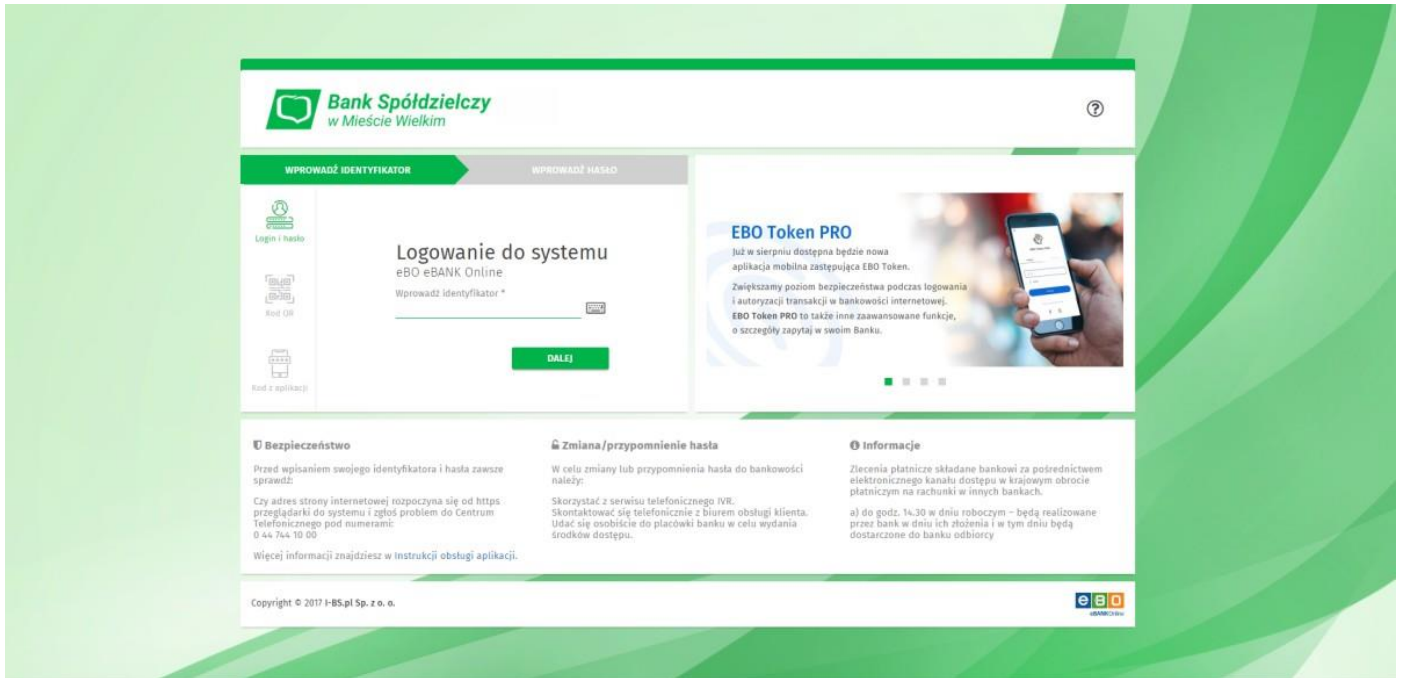 Bank Spółdzielczy
w Mieście Wielkim
WPROWADŹ IDENTYFIKATOR
WPROWADŹ HASŁO
Login i hasło
Kod QR
Kod z aplikacji
Logowanie do systemu
eBO eBANK Online
Wprowadź identyfikator *
DALEJ
EBO Token PRO
Już w sierpniu dostępna będzie nowa
aplikacja mobilna zastępująca EBO Token.
Zwiększamy poziom bezpieczeństwa podczas logowania
i autoryzacji transakcji w bankowości internetowej.
EBO Token PRO to także inne zaawansowane funkcje,
o szczegóły zapytaj w swoim Banku.
Bezpieczeństwo
Przed wpisaniem swojego identyfikatora i hasła zawsze
sprawdź:
Czy adres strony internetowej rozpoczyna się od https
przeglądarki do systemu i zgłoś problem do Centrum
Telefonicznego pod numerami:
0 44 744 10 00
Więcej informacji znajdziesz w Instrukcji obsługi aplikacji.
Zmiana/przypomnienie hasła
W celu zmiany lub przypomnienia hasła do bankowości
należy:
Skorzystać z serwisu telefonicznego IVR.
Skontaktować się telefonicznie z biurem obsługi klienta.
Udać się osobiście do placówki banku w celu wydania
środków dostępu.
Informacje
Zlecenia płatnicze składane bankowi za pośrednictwem
elektronicznego kanału dostępu w krajowym obrocie
płatniczym na rachunki w innych bankach.
a) do godz. 14.30 w dniu roboczym – będą realizowane
przez bank w dniu ich złożenia i w tym dniu będą
dostarczone do banku odbiorcy
Copyright © 2017 I-BS.pl Sp. z o. o.
eBO
eBANKOnline